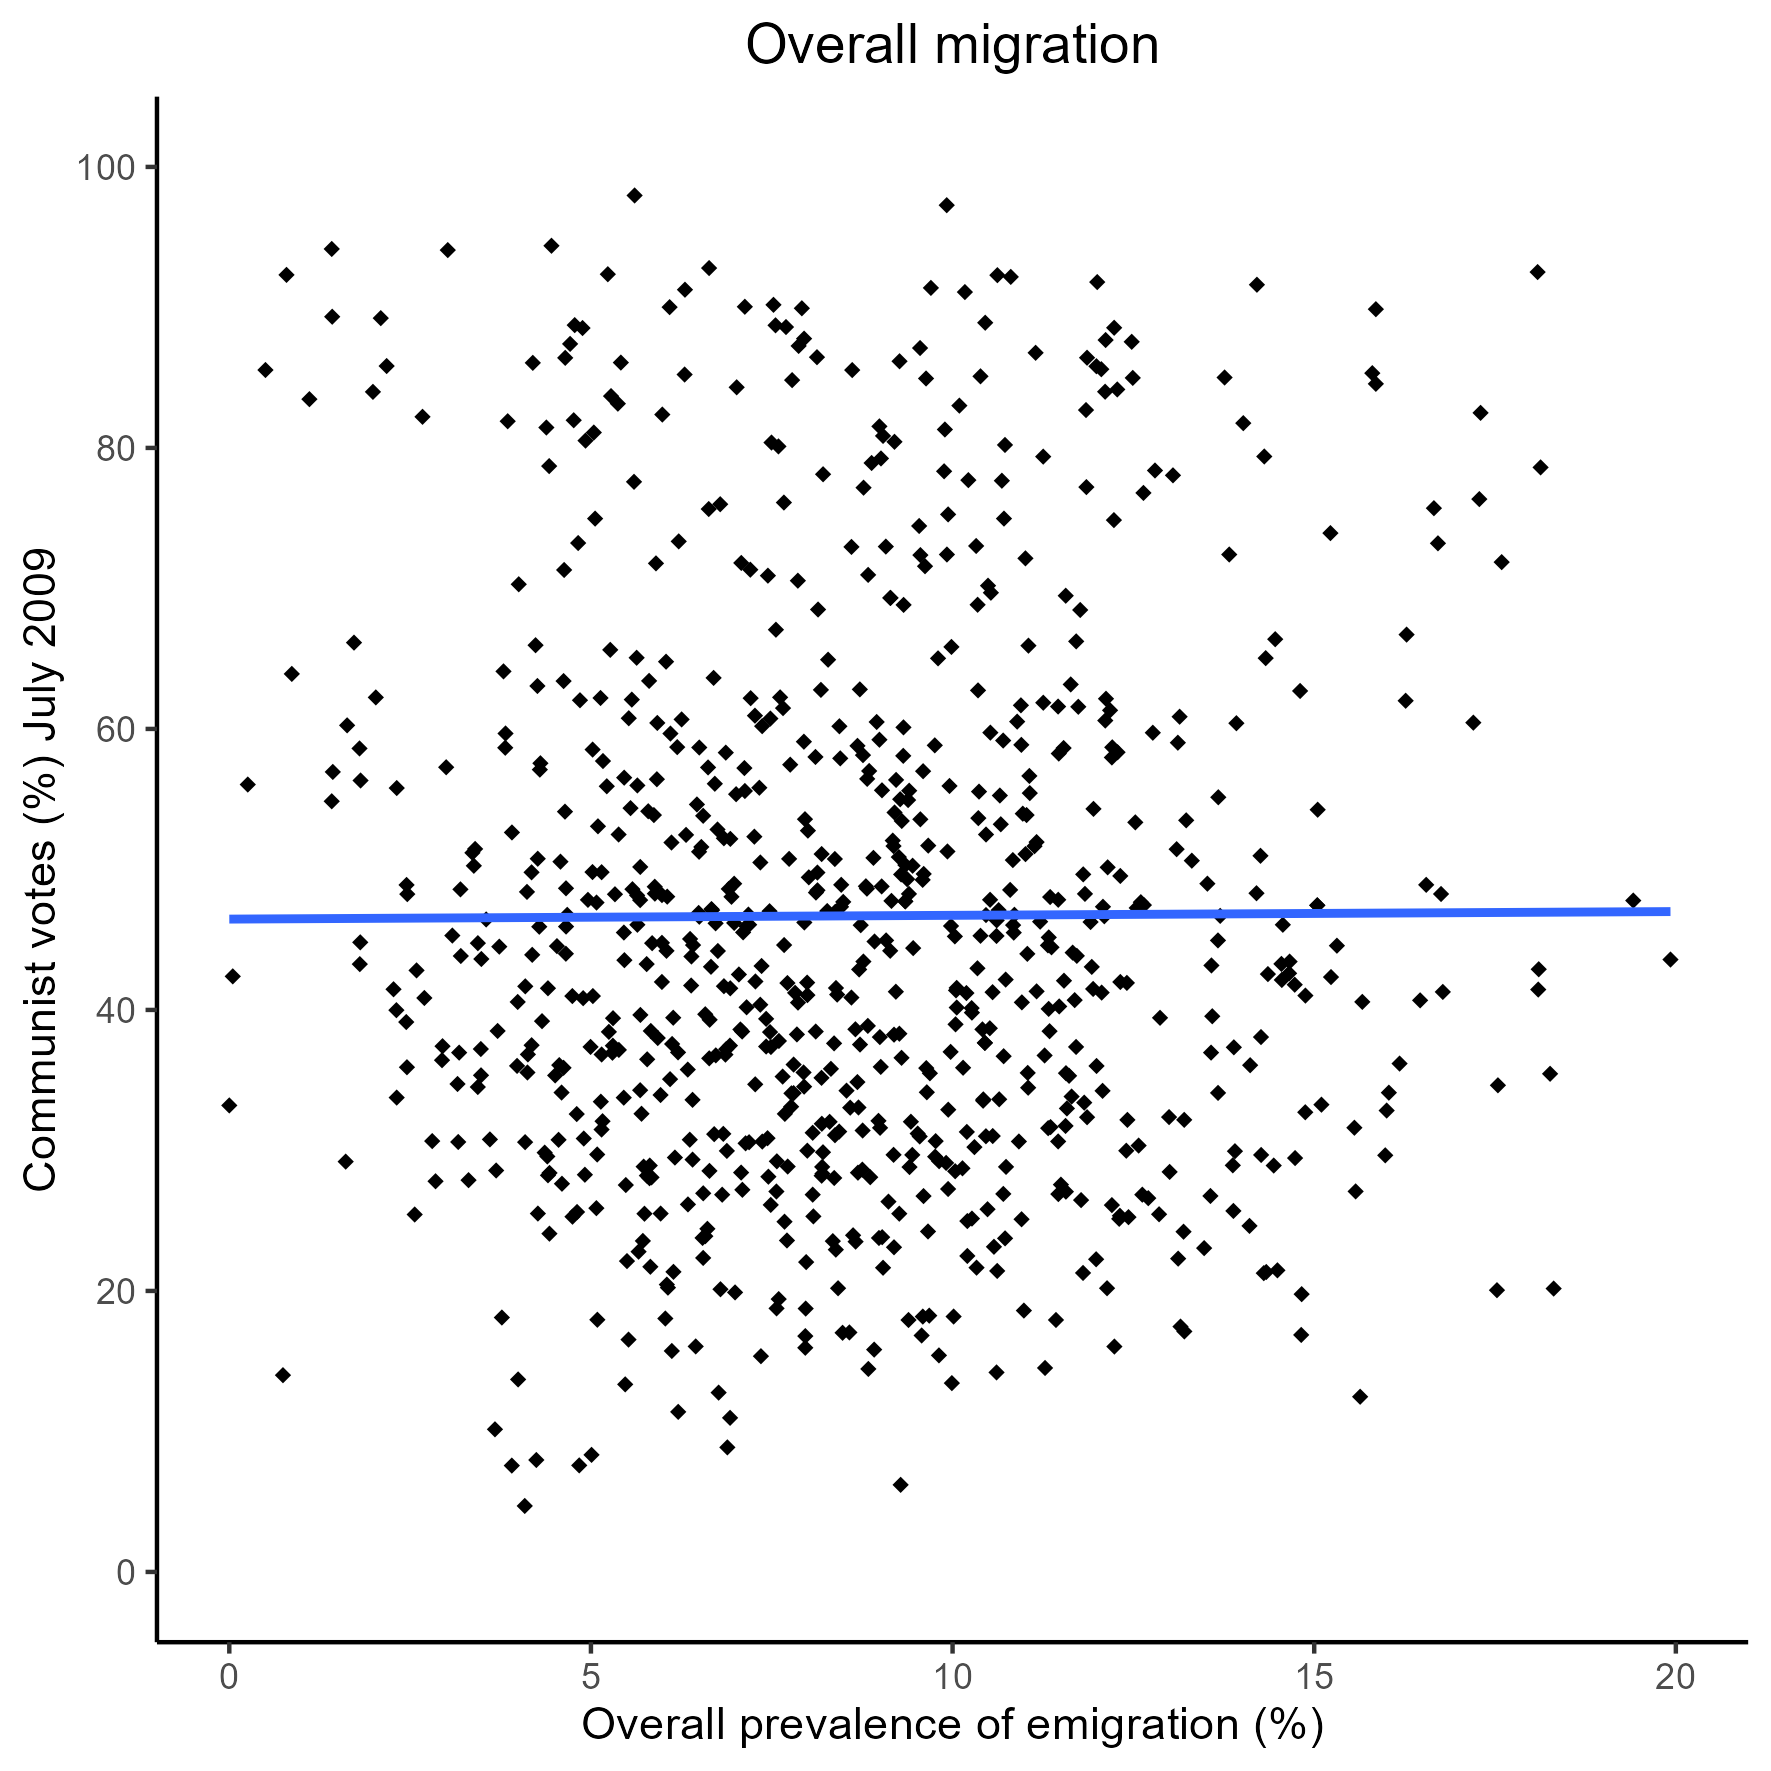 Overall migration
100
80
60
40
20
0
Communist votes (%) July 2009
0 5 10 15 20
Overall prevalence of emigration (%)